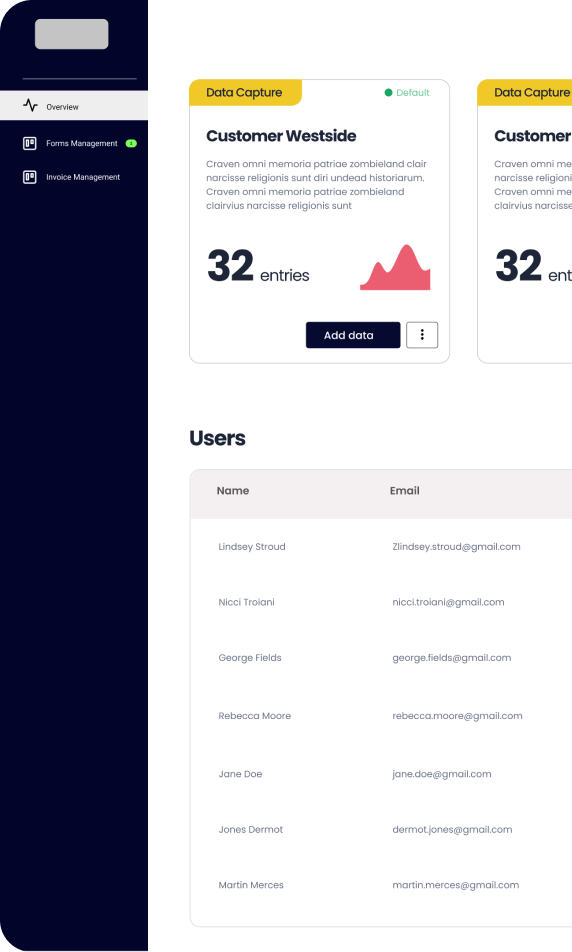 Overview
Forms Management
Invoice Management
Data Capture
Default
Customer Westside
Craven omni memoria patriae zombieland clair
narcisse religionis sunt diri undead historiarum.
Craven omni memoria patriae zombieland
clairvius narcisse religionis sunt
32 entries
Add data
Data Capture
Customer
Craven omni me
narcisse religioni
Craven omni me
clairvius narcisse
32 ent
Users
Name Email
Lindsey Stroud Zlindsey.stroud@gmail.com
Nicci Troiani nicci.troiani@gmail.com
George Fields george.fields@gmail.com
Rebecca Moore rebecca.moore@gmail.com
Jane Doe jane.doe@gmail.com
Jones Dermot dermot.jones@gmail.com
Martin Merces martin.merces@gmail.com